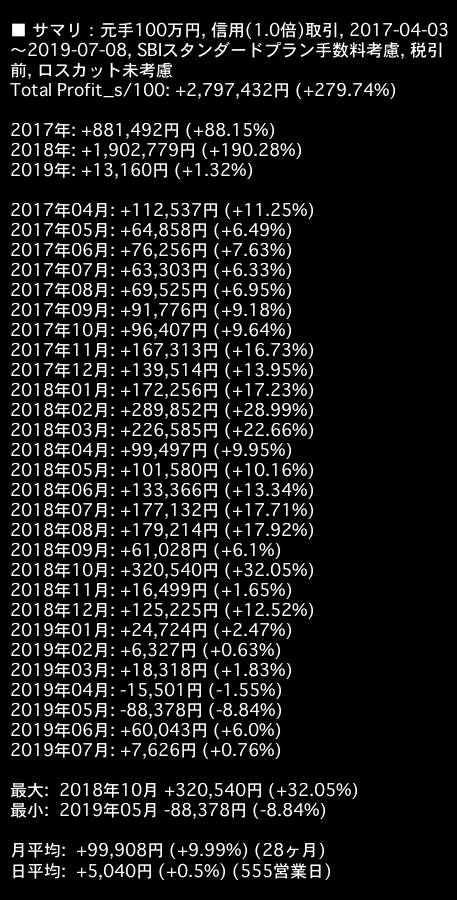 ■ サマリ：元手100万円, 信用(1.0倍)取引, 2017-04-03
〜2019-07-08, SBIスタンダードプラン手数料考慮, 税引
前, ロスカット未考慮
Total Profit_s/100: +2,797,432円 (+279.74%)
2017年: +881,492円 (+88.15%)
2018年: +1,902,779円 (+190.28%)
2019年: +13,160円 (+1.32%)
2017年04月: +112,537円 (+11.25%)
2017年05月: +64,858円 (+6.49%)
2017年06月: +76,256円 (+7.63%)
2017年07月: +63,303円 (+6.33%)
2017年08月: +69,525円 (+6.95%)
2017年09月: +91,776円 (+9.18%)
2017年10月: +96,407円 (+9.64%)
2017年11月: +167,313円 (+16.73%)
2017年12月: +139,514円 (+13.95%)
2018年01月: +172,256円 (+17.23%)
2018年02月: +289,852円 (+28.99%)
2018年03月: +226,585円 (+22.66%)
2018年04月: +99,497円 (+9.95%)
2018年05月: +101,580円 (+10.16%)
2018年06月: +133,366円 (+13.34%)
2018年07月: +177,132円 (+17.71%)
2018年08月: +179,214円 (+17.92%)
2018年09月: +61,028円 (+6.1%)
2018年10月: +320,540円 (+32.05%)
2018年11月: +16,499円 (+1.65%)
2018年12月: +125,225円 (+12.52%)
2019年01月: +24,724円 (+2.47%)
2019年02月: +6,327円 (+0.63%)
2019年03月: +18,318円 (+1.83%)
2019年04月: -15,501円 (-1.55%)
2019年05月: -88,378円 (-8.84%)
2019年06月: +60,043円 (+6.0%)
2019年07月: +7,626円 (+0.76%)
最大: 2018年10月 +320,540円 (+32.05%)
最小: 2019年05月 -88,378円 (-8.84%)
月平均: +99,908円 (+9.99%) (28ヶ月)
日平均: +5,040円 (+0.5%) (555営業日)